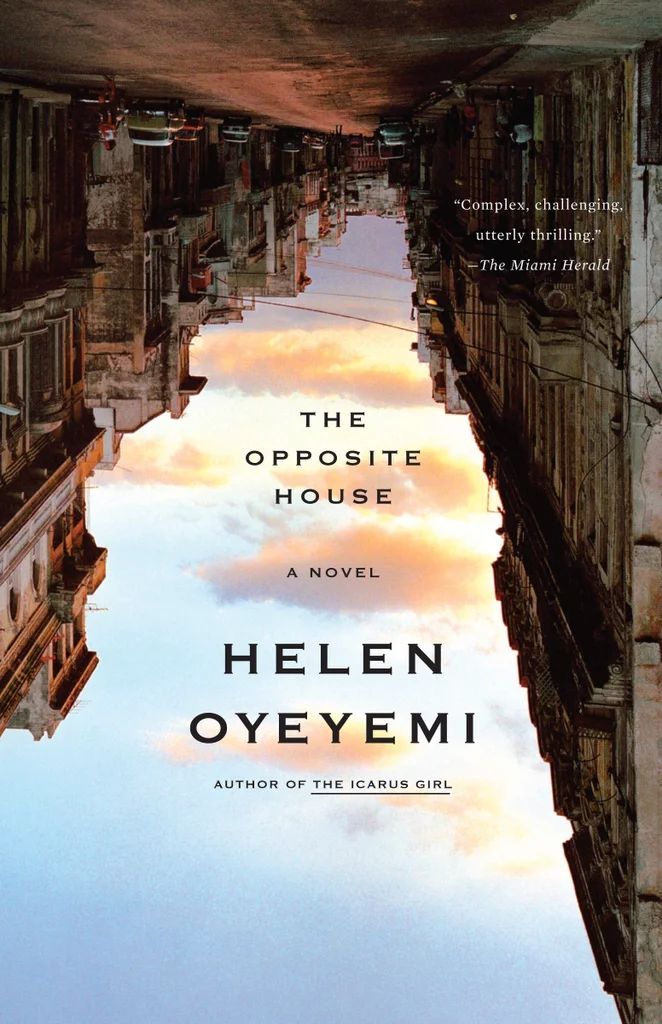 “Complex, challenging,
utterly thrilling.”
—The Miami Herald
THE
OPPOSITE
HOUSE
A NOVEL
HELEN
OYEYEMI
AUTHOR OF THE ICARUS GIRL